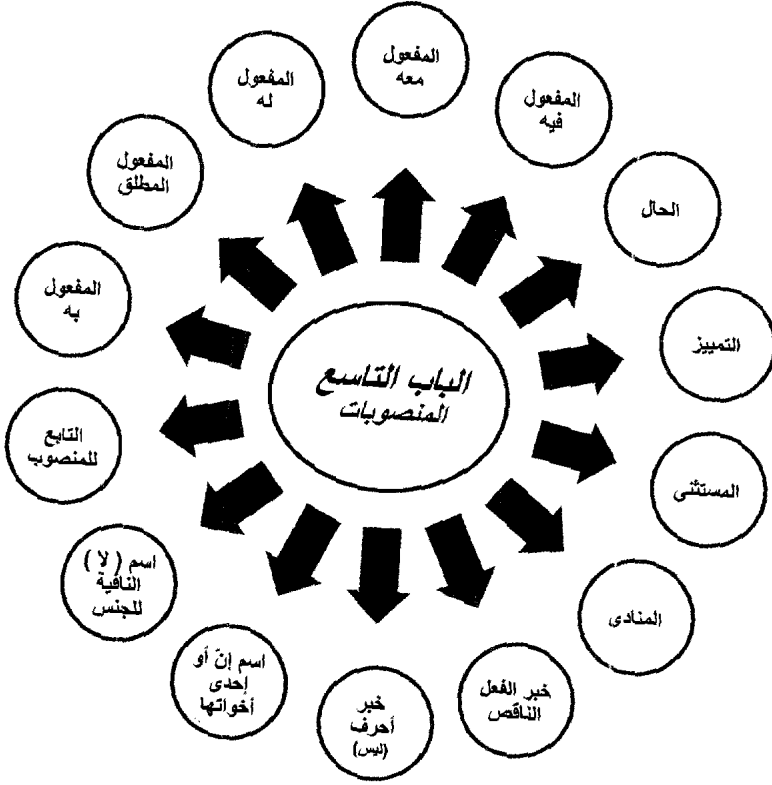 الباب التاسع
المنصوبات
المفعول
معه
المفعول
فيه
الحال
التمييز
المستثنى
المنادى
خبر الفعل
الناقص
خبر
أحرف
(ليس)
اسم إنّ أو
إحدى
أخواتها
اسم ( لا )
النافية
للجنس
التابع
للمنصوب
المفعول
به
المفعول
المطلق
المفعول
له